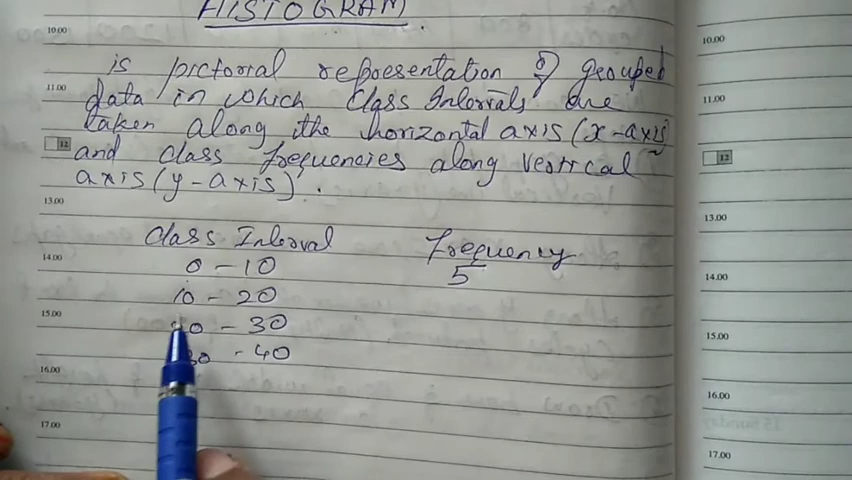 HISTOGRAM.
10.00
is pictorial representation of grouped
11.00
data in which Class Intervals are
taken along the horizontal axis (x-axis)
12
and class frequencies along vertical
axis (y-axis).
13.00
Class Interval Frequency
14.00
0 - 10 5
10 - 20
15.00
20 - 30
30 - 40
16.00
17.00
10.00
11.00
12
13.00
14.00
15.00
16.00
17.00